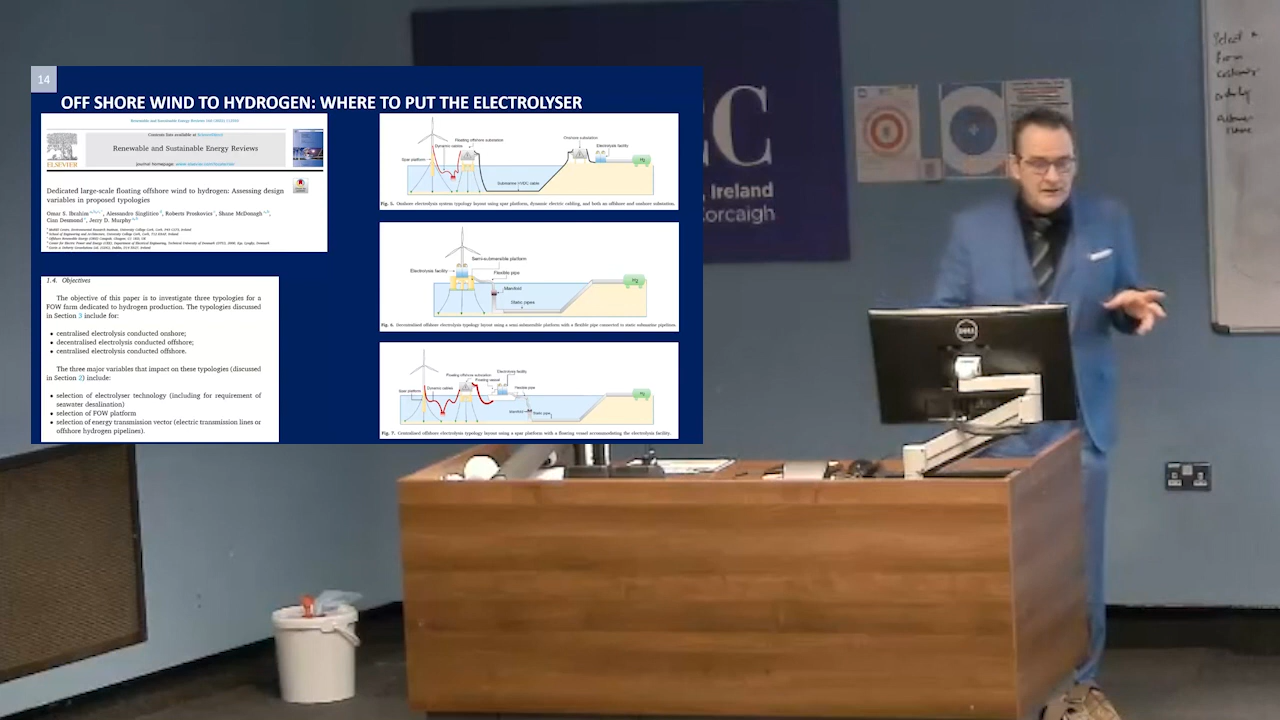 14
OFF SHORE WIND TO HYDROGEN: WHERE TO PUT THE ELECTROLYSER
Contents lists available at ScienceDirect
Renewable and Sustainable Energy Reviews
journal homepage: www.elsevier.com/locate/rser
ELSEVIER
Dedicated large-scale floating offshore wind to hydrogen: Assessing design
variables in proposed typologies
Omar S. Ibrahim, Alessandro Singlitico, Roberts Proskovics, Shane McDonagh,
Cian Desmond, Jerry D. Murphy
1.4. Objectives
The objective of this paper is to investigate three typologies for a
FOW farm dedicated to hydrogen production. The typologies discussed
in Section 3 include for:
• centralised electrolysis conducted onshore;
• decentralised electrolysis conducted offshore;
• centralised electrolysis conducted offshore.
The three major variables that impact on these typologies (discussed
in Section 2) include:
• selection of electrolyser technology (including for requirement of
seawater desalination)
• selection of FOW platform
• selection of energy transmission vector (electric transmission lines or
offshore hydrogen pipelines).
Floating offshore substation
Onshore substation
Dynamic cables
Electrolysis facility
Spar platform
H2
Submarine HVDC cable
Fig. 5. Onshore electrolysis system typology layout using spar platform, dynamic electric cabling, and both an offshore and onshore substation.
Semi-submersible platform
Electrolysis facility
Flexible pipe
H2
Manifold
Static pipes
Fig. 6. Decentralised offshore electrolysis typology layout using a semi-submersible platform with a flexible pipe connected to static submarine pipelines.
Electrolysis facility
Floating offshore substation
Floating vessel
Spar platform
Dynamic cables
Flexible pipe
H2
Manifold
Static pipe
Fig. 7. Centralised offshore electrolysis typology layout using a spar platform with a floating vessel accommodating the electrolysis facility.
C
Ireland
Corcaigh
DELL